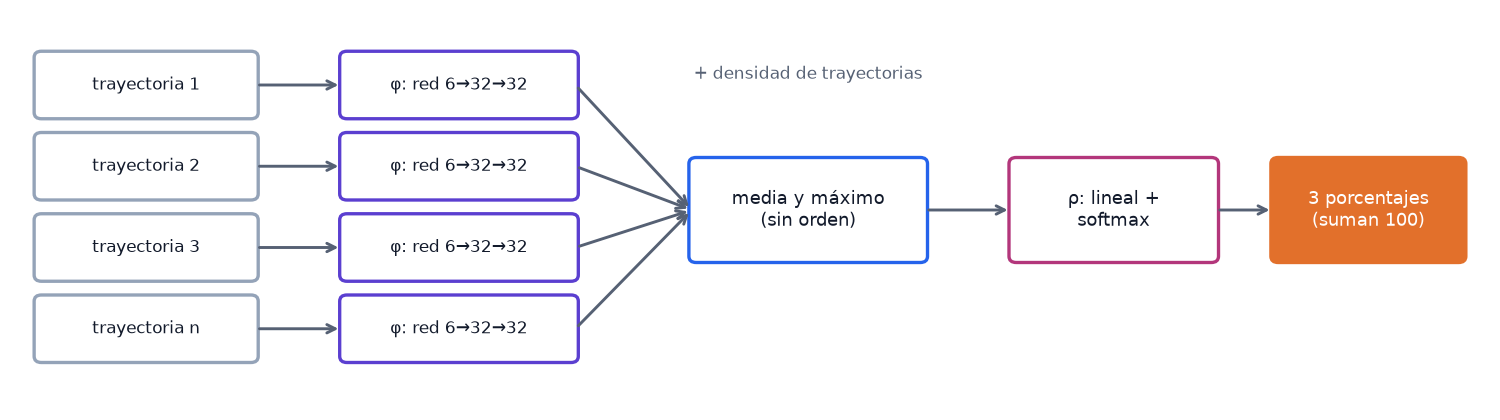 trayectoria 1
φ: red 6→32→32
trayectoria 2
φ: red 6→32→32
trayectoria 3
φ: red 6→32→32
trayectoria n
φ: red 6→32→32
+ densidad de trayectorias
media y máximo
(sin orden)
ρ: lineal +
softmax
3 porcentajes
(suman 100)